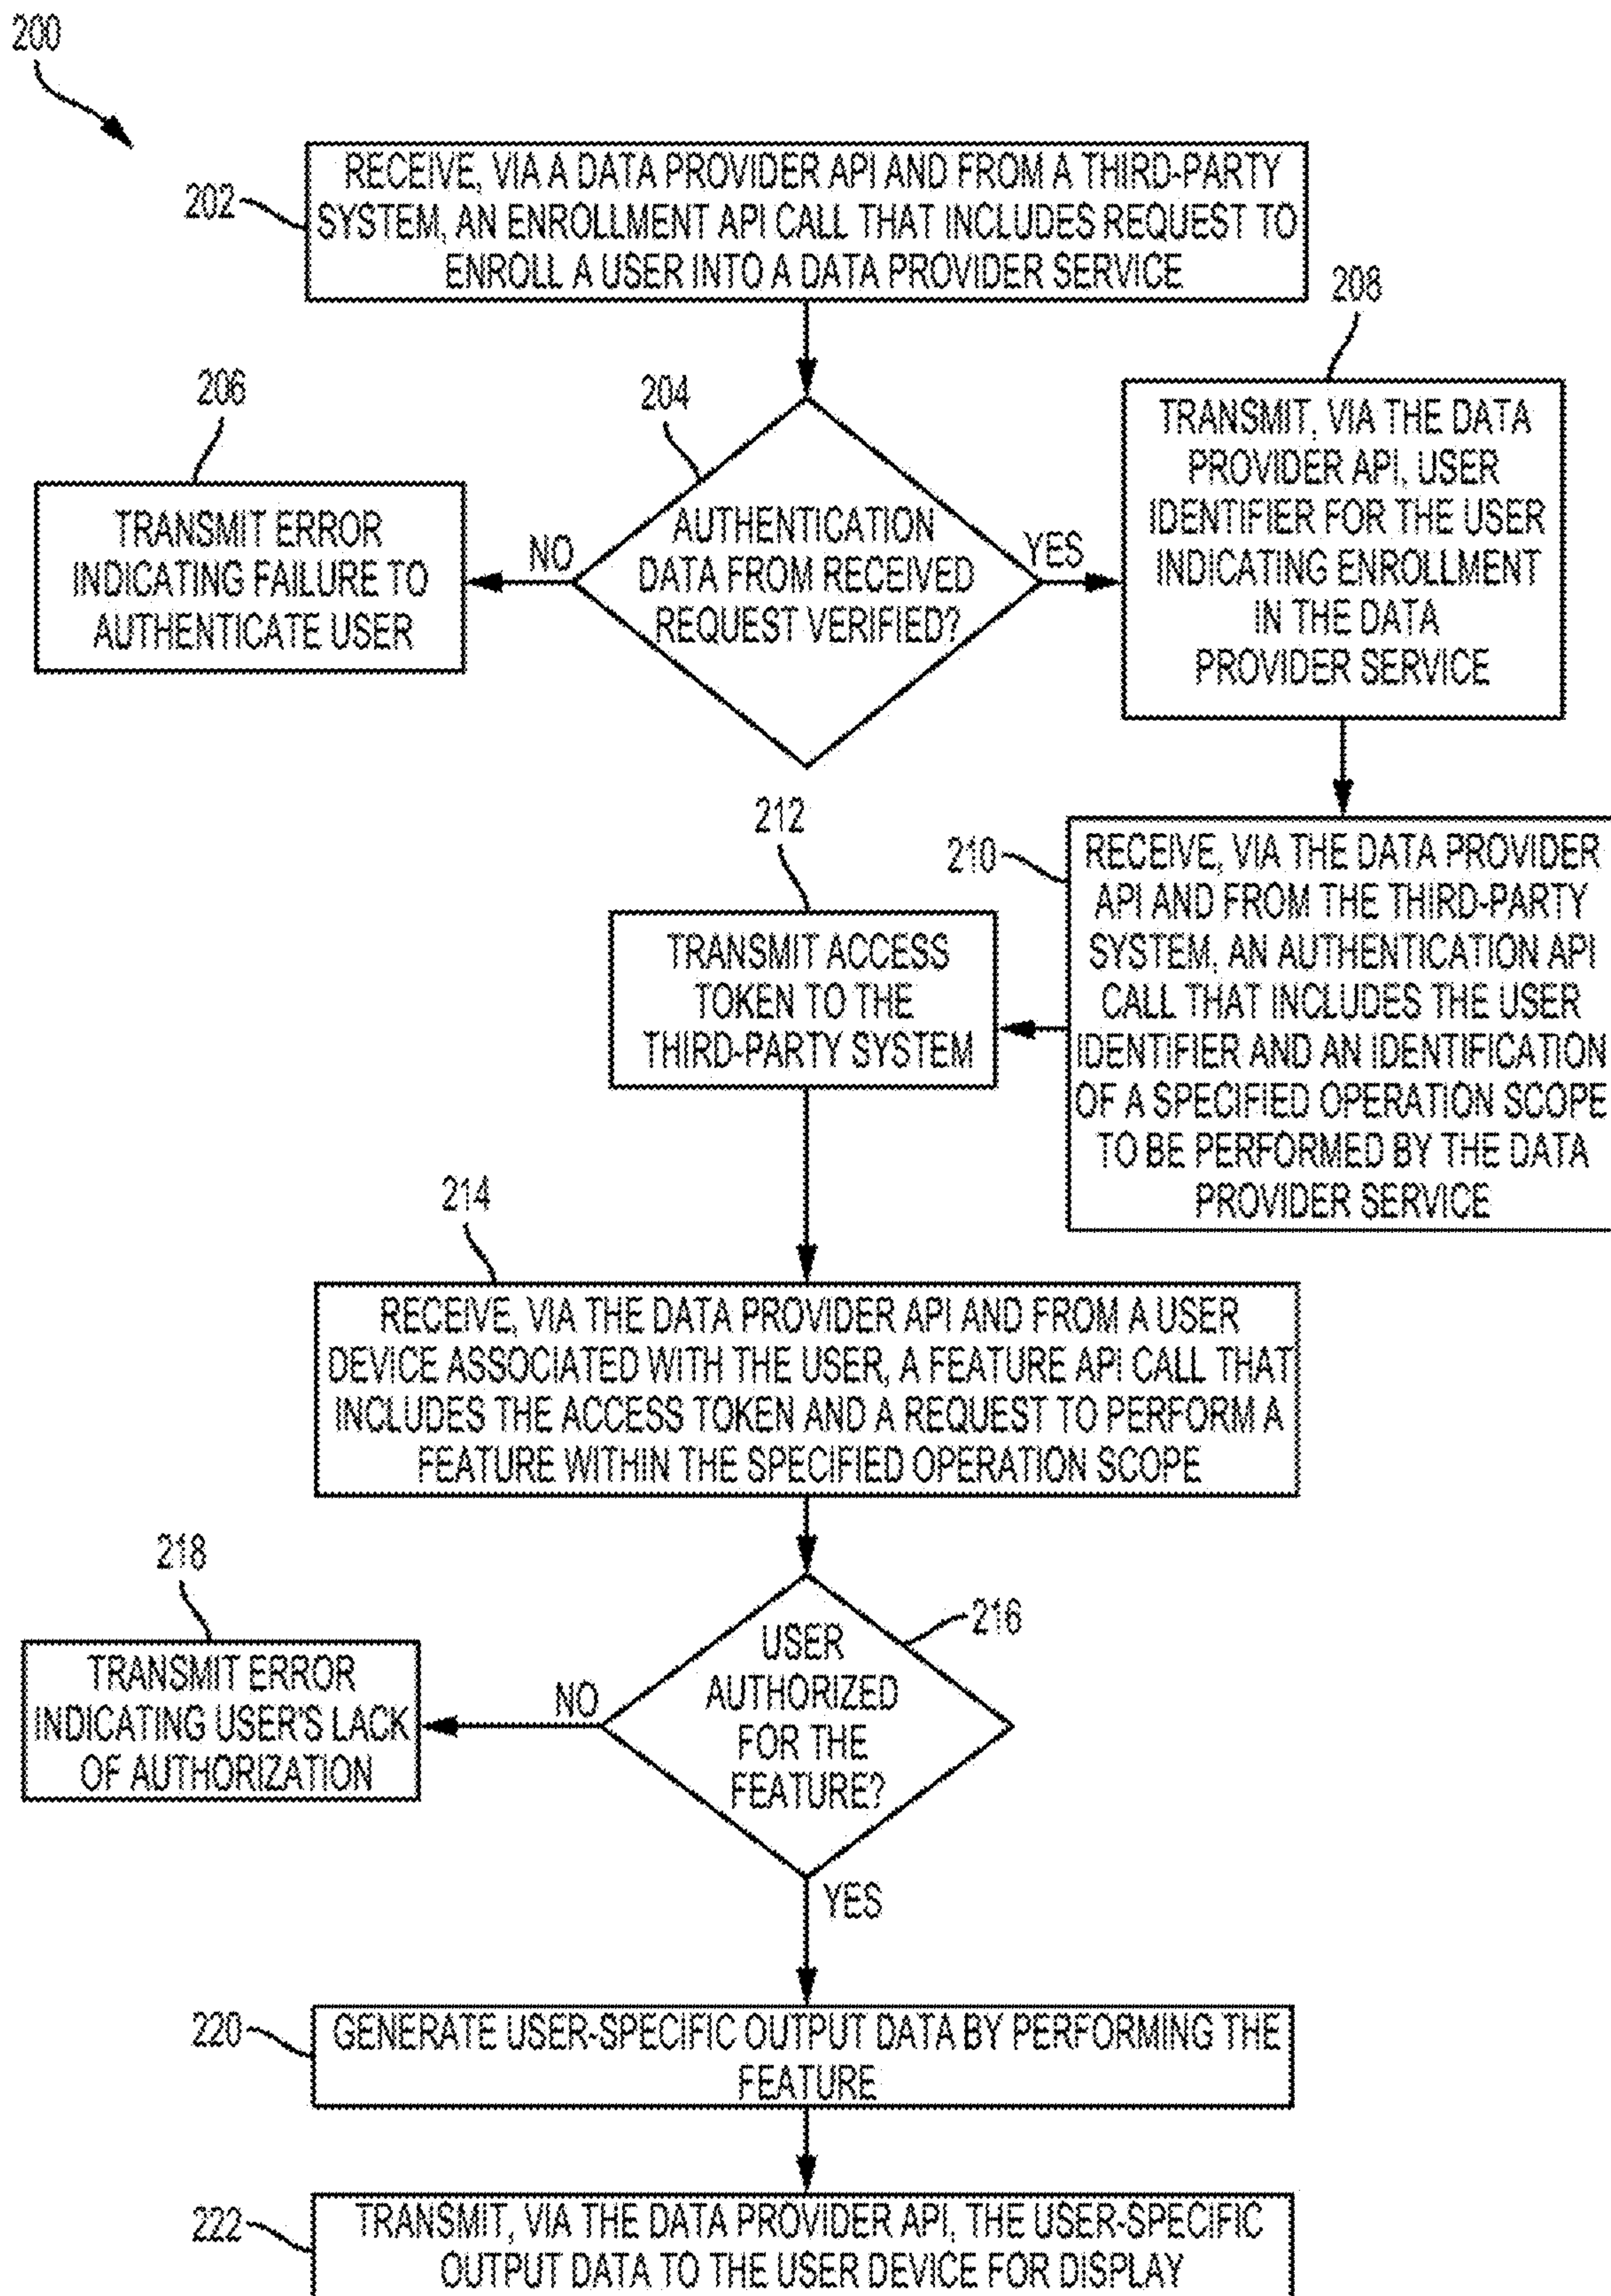 200
202
RECEIVE, VIA A DATA PROVIDER API AND FROM A THIRD-PARTY
SYSTEM, AN ENROLLMENT API CALL THAT INCLUDES REQUEST TO
ENROLL A USER INTO A DATA PROVIDER SERVICE
204
AUTHENTICATION
DATA FROM RECEIVED
REQUEST VERIFIED?
NO
206
TRANSMIT ERROR
INDICATING FAILURE TO
AUTHENTICATE USER
YES
208
TRANSMIT, VIA THE DATA
PROVIDER API, USER
IDENTIFIER FOR THE USER
INDICATING ENROLLMENT
IN THE DATA
PROVIDER SERVICE
210
RECEIVE, VIA THE DATA PROVIDER
API AND FROM THE THIRD-PARTY
SYSTEM, AN AUTHENTICATION API
CALL THAT INCLUDES THE USER
IDENTIFIER AND AN IDENTIFICATION
OF A SPECIFIED OPERATION SCOPE
TO BE PERFORMED BY THE DATA
PROVIDER SERVICE
212
TRANSMIT ACCESS
TOKEN TO THE
THIRD-PARTY SYSTEM
214
RECEIVE, VIA THE DATA PROVIDER API AND FROM A USER
DEVICE ASSOCIATED WITH THE USER, A FEATURE API CALL THAT
INCLUDES THE ACCESS TOKEN AND A REQUEST TO PERFORM A
FEATURE WITHIN THE SPECIFIED OPERATION SCOPE
216
USER
AUTHORIZED
FOR THE
FEATURE?
NO
218
TRANSMIT ERROR
INDICATING USER'S LACK
OF AUTHORIZATION
YES
220
GENERATE USER-SPECIFIC OUTPUT DATA BY PERFORMING THE
FEATURE
222
TRANSMIT, VIA THE DATA PROVIDER API, THE USER-SPECIFIC
OUTPUT DATA TO THE USER DEVICE FOR DISPLAY